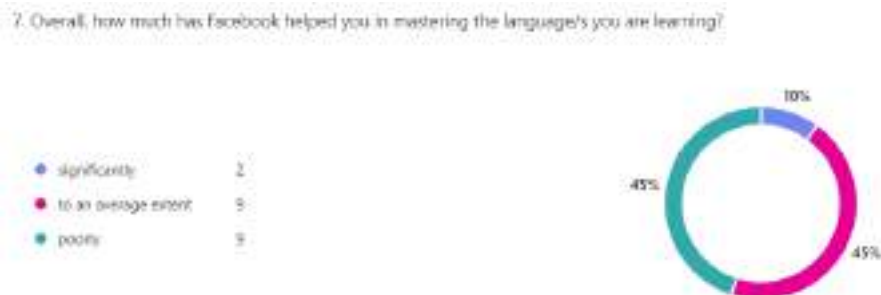 7. Overall, how much has Facebook helped you in mastering the language/s you are learning?
10%
significantly 2
45%
to an average extent 9
poorly 9
45%